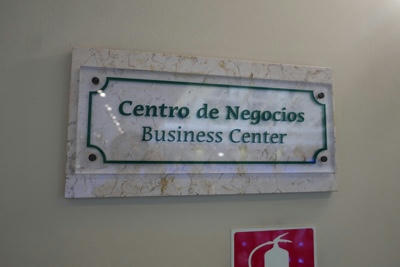 Centro de Negocios
Business Center